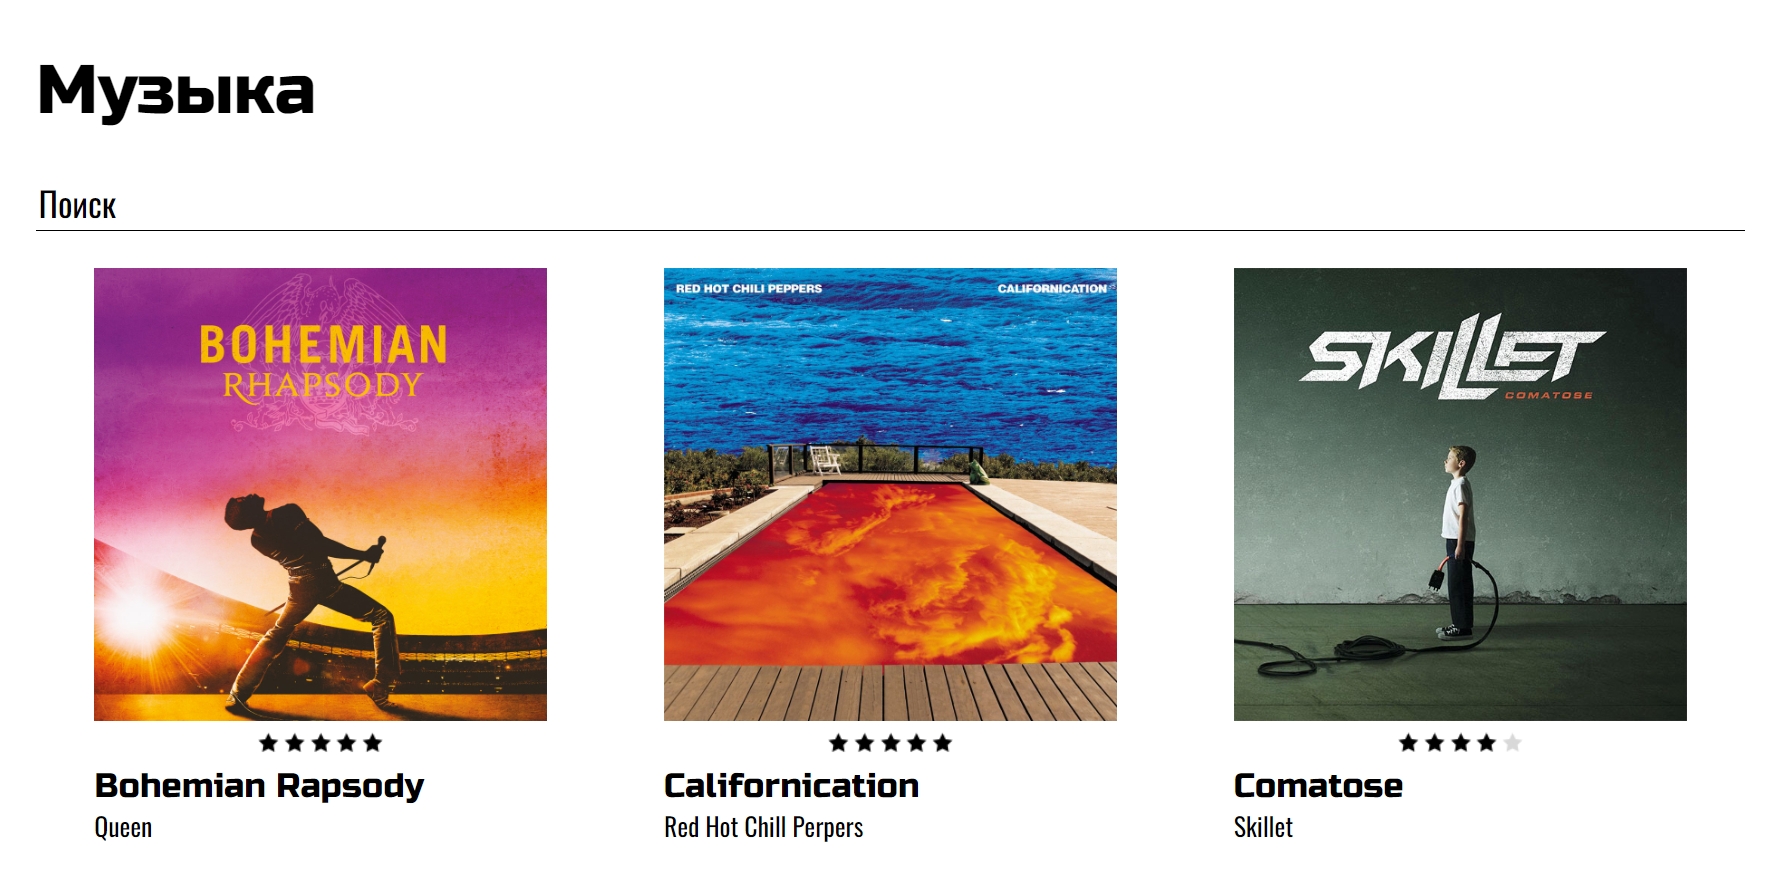 Музыка
Поиск
BOHEMIAN
RHAPSODY
RED HOT CHILI PEPPERS CALIFORNICATION
SKILLET
COMATOSE
Bohemian Rapsody
Queen
Californication
Red Hot Chill Perpers
Comatose
Skillet